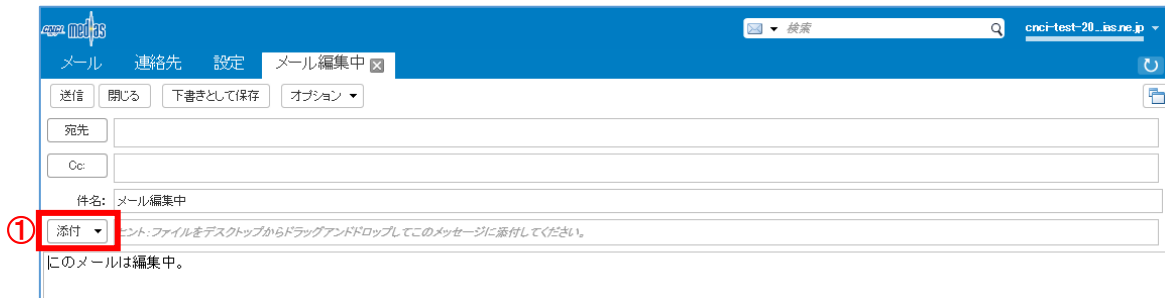 cnci medias
検索
cnci-test-20...ias.ne.jp
メール 連絡先 設定 メール編集中
送信 閉じる 下書きとして保存 オプション
宛先
Cc:
件名: メール編集中
① 添付 ヒント:ファイルをデスクトップからドラッグアンドドロップしてこのメッセージに添付してください。
このメールは編集中。